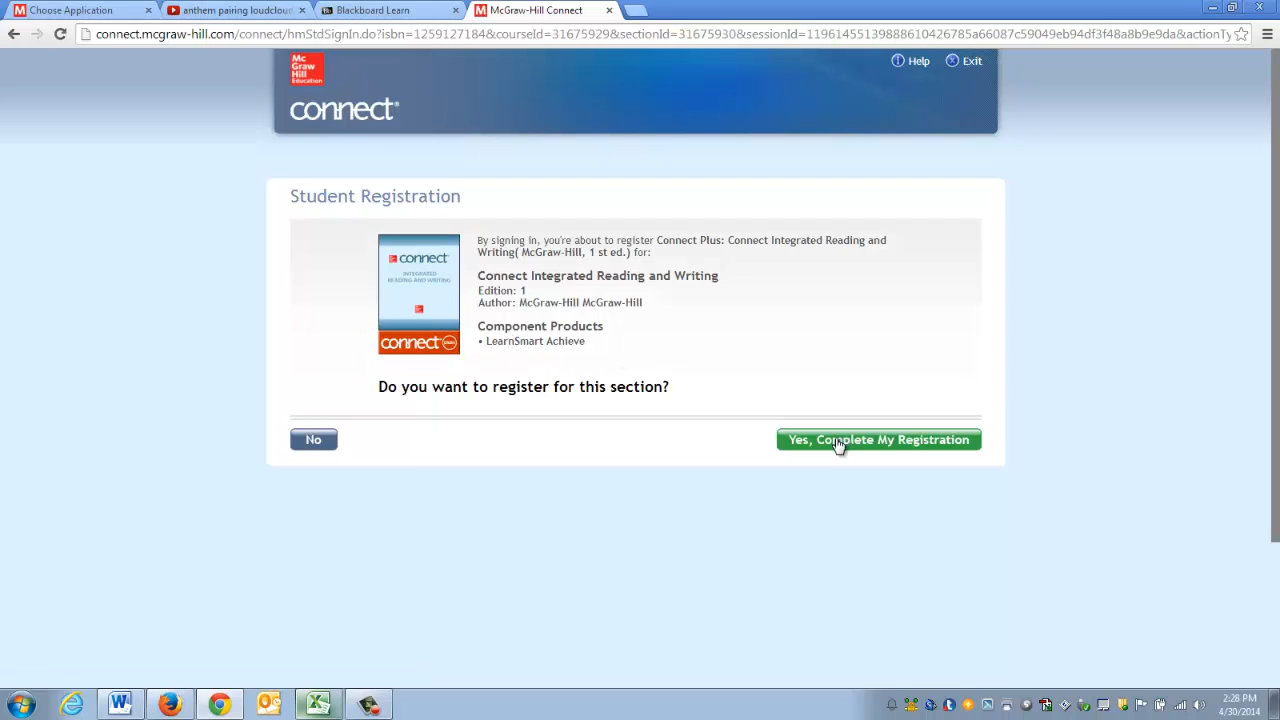 Choose Application
anthem pairing loudcloud
Blackboard Learn
McGraw-Hill Connect
connect.mcgraw-hill.com/connect/hmStdSignIn.do?isbn=1259127184&courseId=31675929&sectionId=31675930&sessionId=11961455139888610426785a66087c59049eb94df3f48a8b9e9da&actionTy
Mc
Graw
Hill
Education
connect®
Help
Exit
Student Registration
connect
INTEGRATED
READING AND WRITING
connect plus
By signing in, you're about to register Connect Plus: Connect Integrated Reading and
Writing( McGraw-Hill, 1 st ed.) for:
Connect Integrated Reading and Writing
Edition: 1
Author: McGraw-Hill McGraw-Hill
Component Products
• LearnSmart Achieve
Do you want to register for this section?
No
Yes, Complete My Registration
2:28 PM
4/30/2014